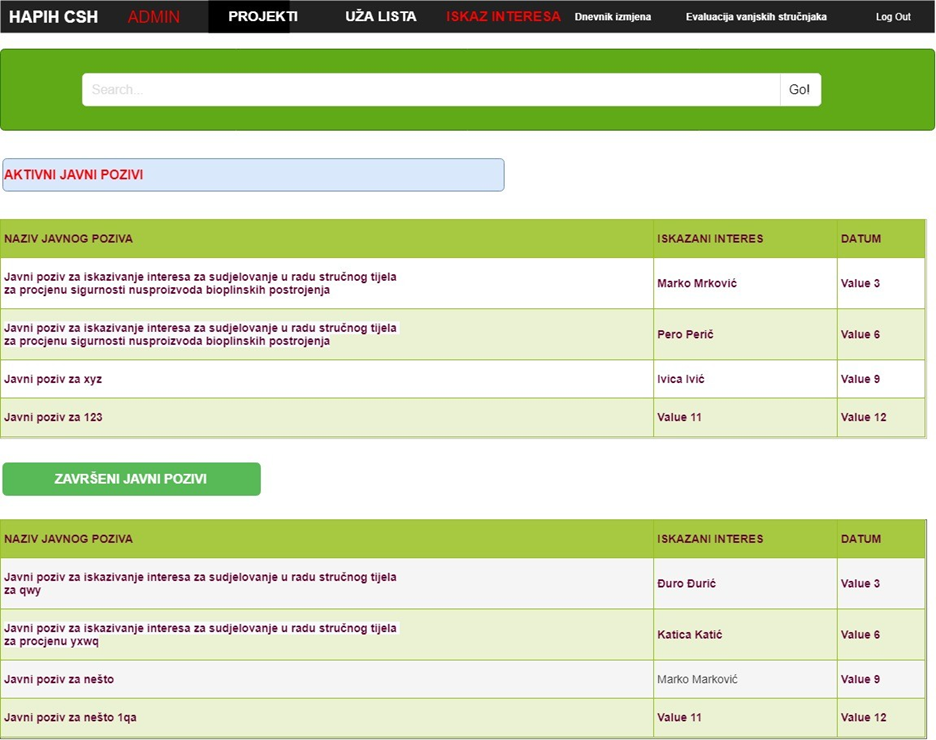 HAPIH CSH ADMIN PROJEKTI UŽA LISTA ISKAZ INTERESA Dnevnik izmjena Evaluacija vanjskih stručnjaka Log Out
Search... Go!
AKTIVNI JAVNI POZIVI
NAZIV JAVNOG POZIVA ISKAZANI INTERES DATUM
Javni poziv za iskazivanje interesa za sudjelovanje u radu stručnog tijela
za procjenu sigurnosti nusproizvoda bioplinskih postrojenja
Marko Mrković Value 3
Javni poziv za iskazivanje interesa za sudjelovanje u radu stručnog tijela
za procjenu sigurnosti nusproizvoda bioplinskih postrojenja
Pero Perič Value 6
Javni poziv za xyz Ivica Ivić Value 9
Javni poziv za 123 Value 11 Value 12
ZAVRŠENI JAVNI POZIVI
NAZIV JAVNOG POZIVA ISKAZANI INTERES DATUM
Javni poziv za iskazivanje interesa za sudjelovanje u radu stručnog tijela
za qwy
Đuro Đurić Value 3
Javni poziv za iskazivanje interesa za sudjelovanje u radu stručnog tijela
za procjenu yxwq
Katica Katić Value 6
Javni poziv za nešto Marko Marković Value 9
Javni poziv za nešto 1qa Value 11 Value 12